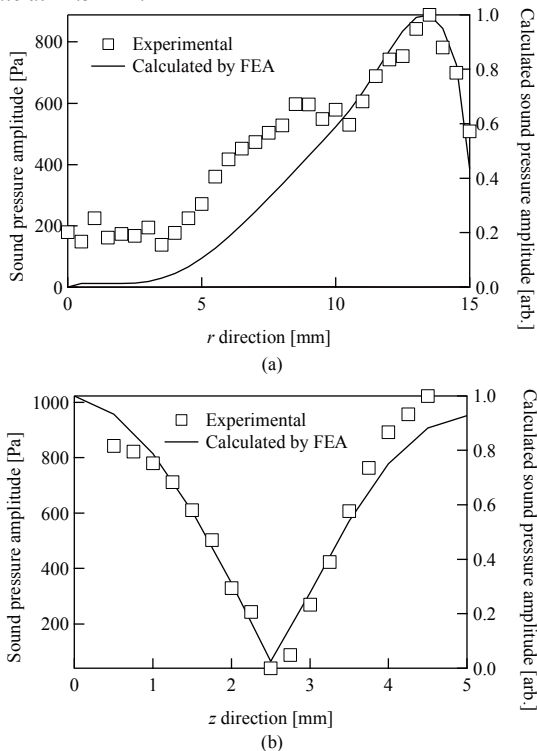 Experimental
Calculated by FEA
Sound pressure amplitude [Pa]
800
600
400
200
0
Calculated sound pressure
amplitude [arb.]
1.0
0.8
0.6
0.4
0.2
0.0
0 5 10 15
r direction [mm]
(a)
Experimental
Calculated by FEA
Sound pressure amplitude [Pa]
1000
800
600
400
200
Calculated sound pressure
amplitude [arb.]
1.0
0.8
0.6
0.4
0.2
0.0
0 1 2 3 4 5
z direction [mm]
(b)